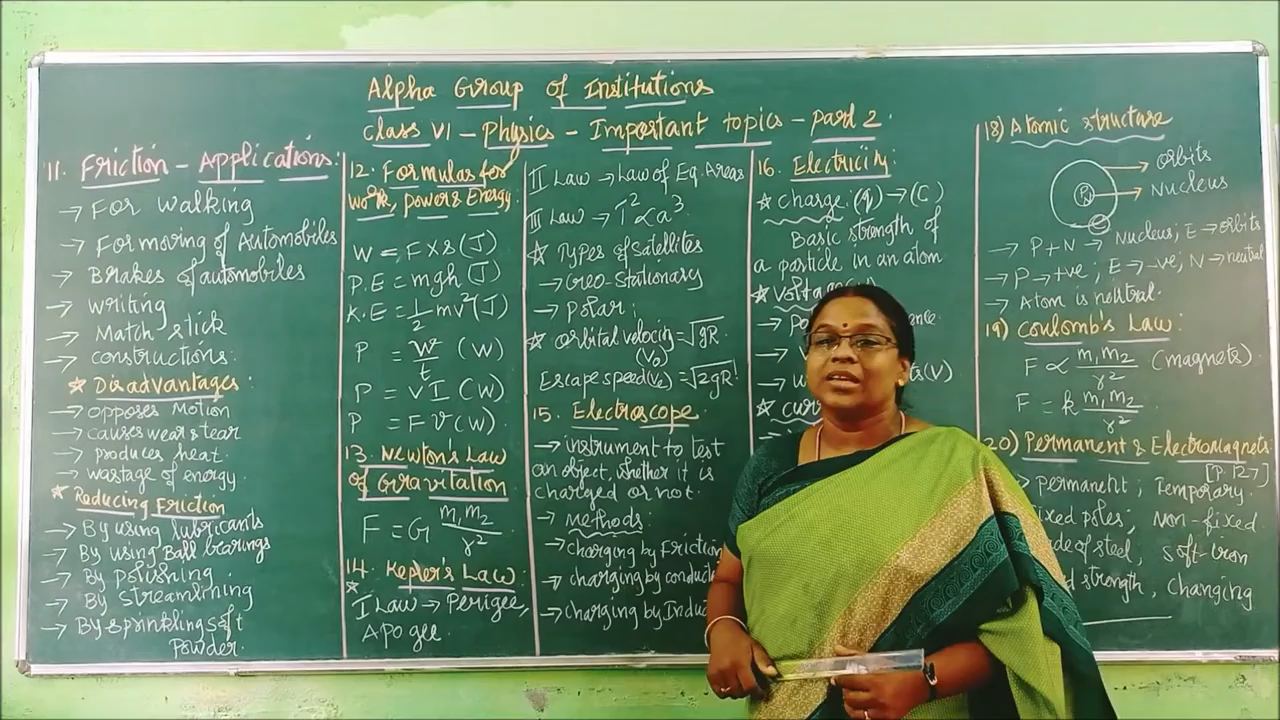 Alpha Group of Institutions
Class VI – Physics – Important topics – part 2.
11. Friction – Applications:
→ For walking
→ For moving of Automobiles
→ Brakes of automobiles
→ writing
→ Match stick
→ constructions.
★ Disadvantages:
→ opposes Motion
→ causes wear & tear
→ produces heat.
→ wastage of energy.
★ Reducing Friction
→ By using lubricants
→ By using Ball bearings
→ By polishing.
→ By streamlining
→ By sprinkling soft
powder.
12. Formulas for
work, power & Energy.
W = F × s (J)
P.E = mgh (J)
K.E = 1/2 mv² (J)
P = w/t (W)
P = VI (W)
P = FV (W).
13. Newton's Law
of Gravitation
F = G m₁m₂/r²
14. Kepler's Law:
★
I Law → Perigee,
Apogee.
II Law → Law of Eq. Areas
III Law → T² ∝ a³.
★ Types of Satellites
→ Geo-Stationary
→ polar;
★ orbital velocity = √gR
(V₀)
Escape speed (Ve) = √2gR
15. Electroscope
→ instrument to test
an object, whether it is
charged or not.
→ methods:
→ charging by Friction
→ charging by
→ charging by
16. Electricity:
★ charge: (q) → (C)
Basic strength of
a particle in an atom
★ Voltage
(V)
★
18) Atomic structure
→ orbits
→ Nucleus
PN
→ P+N → Nucleus; E → orbits
→ P → +ve; E → -ve; N → neutral
→ Atom is neutral.
19) Coulomb's Law:
F ∝ m₁m₂/r² (magnets).
F = k m₁m₂/r².
20) Permanent & Electromagnets.
[P.127]
permanent; Temporary.
poles; non-fixed
of steel, soft-iron
strength, Changing